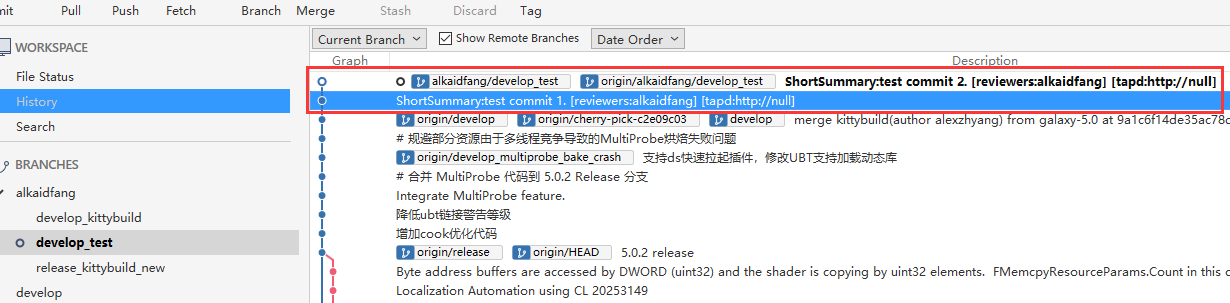 mit Pull Push Fetch Branch Merge Stash Discard Tag
WORKSPACE
File Status
History
Search
BRANCHES
alkaidfang
develop_kittybuild
develop_test
release_kittybuild_new
develop
Current Branch Show Remote Branches Date Order
Graph Description
alkaidfang/develop_test origin/alkaidfang/develop_test ShortSummary:test commit 2. [reviewers:alkaidfang] [tapd:http://null]
ShortSummary:test commit 1. [reviewers:alkaidfang] [tapd:http://null]
origin/develop origin/cherry-pick-c2e09c03 develop merge kittybuild(author alexzhyang) from galaxy-5.0 at 9a1c6f14de35ac78c
# 规避部分资源由于多线程竞争导致的MultiProbe烘焙失败问题
origin/develop_multiprobe_bake_crash 支持ds快速拉起插件，修改UBT支持加载动态库
# 合并 MultiProbe 代码到 5.0.2 Release 分支
Integrate MultiProbe feature.
降低ubt链接警告等级
增加cook优化代码
origin/release origin/HEAD 5.0.2 release
Byte address buffers are accessed by DWORD (uint32) and the shader is copying by uint32 elements. FMemcpyResourceParams.Count in this c
Localization Automation using CL 20253149